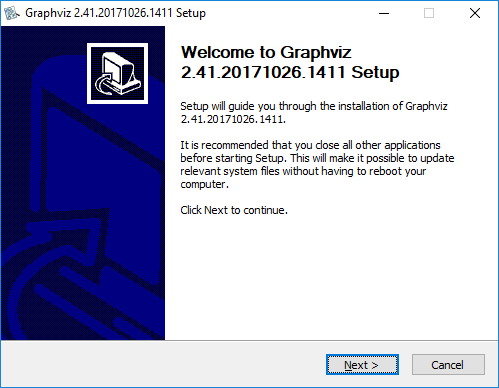 Graphviz 2.41.20171026.1411 Setup
Welcome to Graphviz
2.41.20171026.1411 Setup
Setup will guide you through the installation of Graphviz
2.41.20171026.1411.
It is recommended that you close all other applications
before starting Setup. This will make it possible to update
relevant system files without having to reboot your
computer.
Click Next to continue.
Next > Cancel